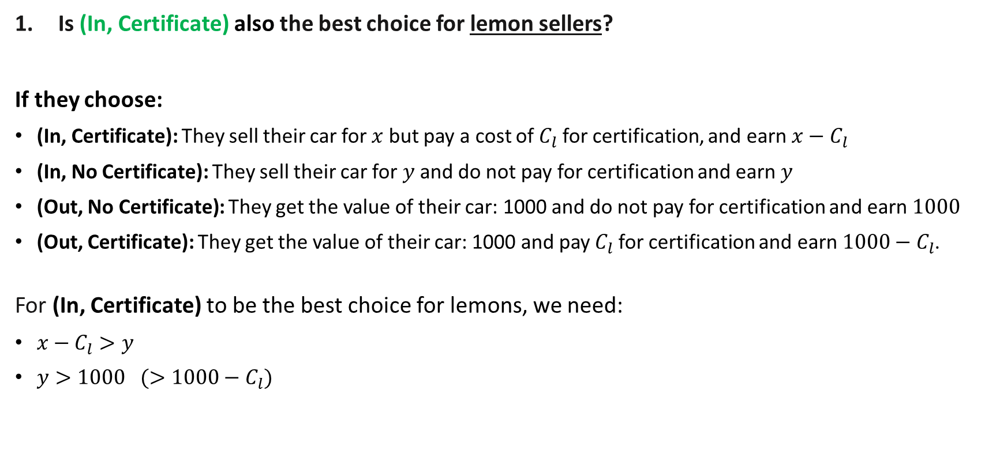 1. Is (In, Certificate) also the best choice for lemon sellers?
If they choose:
• (In, Certificate): They sell their car for x but pay a cost of C_l for certification, and earn x − C_l
• (In, No Certificate): They sell their car for y and do not pay for certification and earn y
• (Out, No Certificate): They get the value of their car: 1000 and do not pay for certification and earn 1000
• (Out, Certificate): They get the value of their car: 1000 and pay C_l for certification and earn 1000 − C_l.
For (In, Certificate) to be the best choice for lemons, we need:
• x − C_l > y
• y > 1000 (> 1000 − C_l)